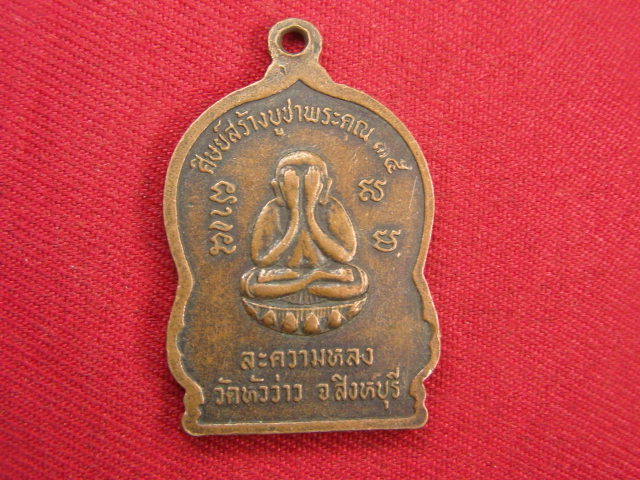 ศิษย์สร้างบูชาพระคุณ ๓๕
ละความหลง
วัดหัวว่าว จ.สิงห์บุรี